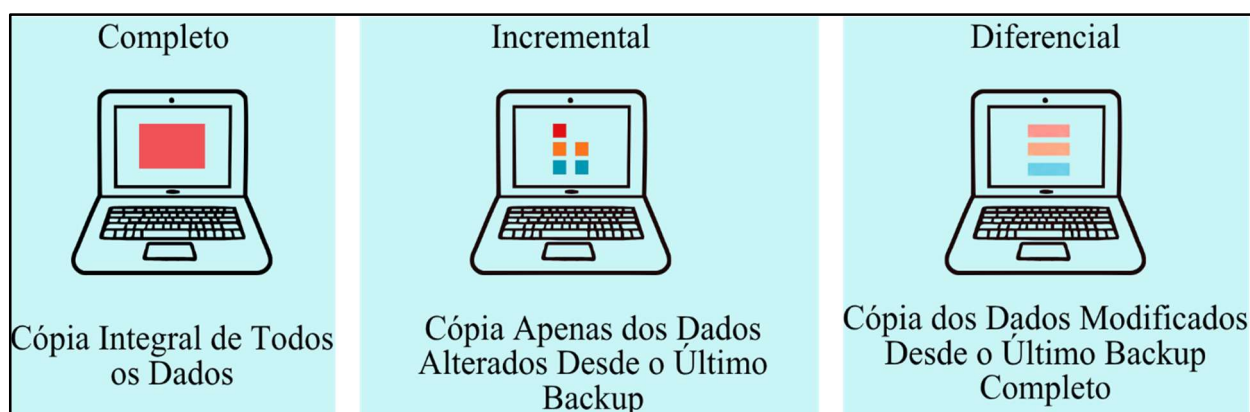 Completo
Cópia Integral de Todos
os Dados
Incremental
Cópia Apenas dos Dados
Alterados Desde o Último
Backup
Diferencial
Cópia dos Dados Modificados
Desde o Último Backup
Completo